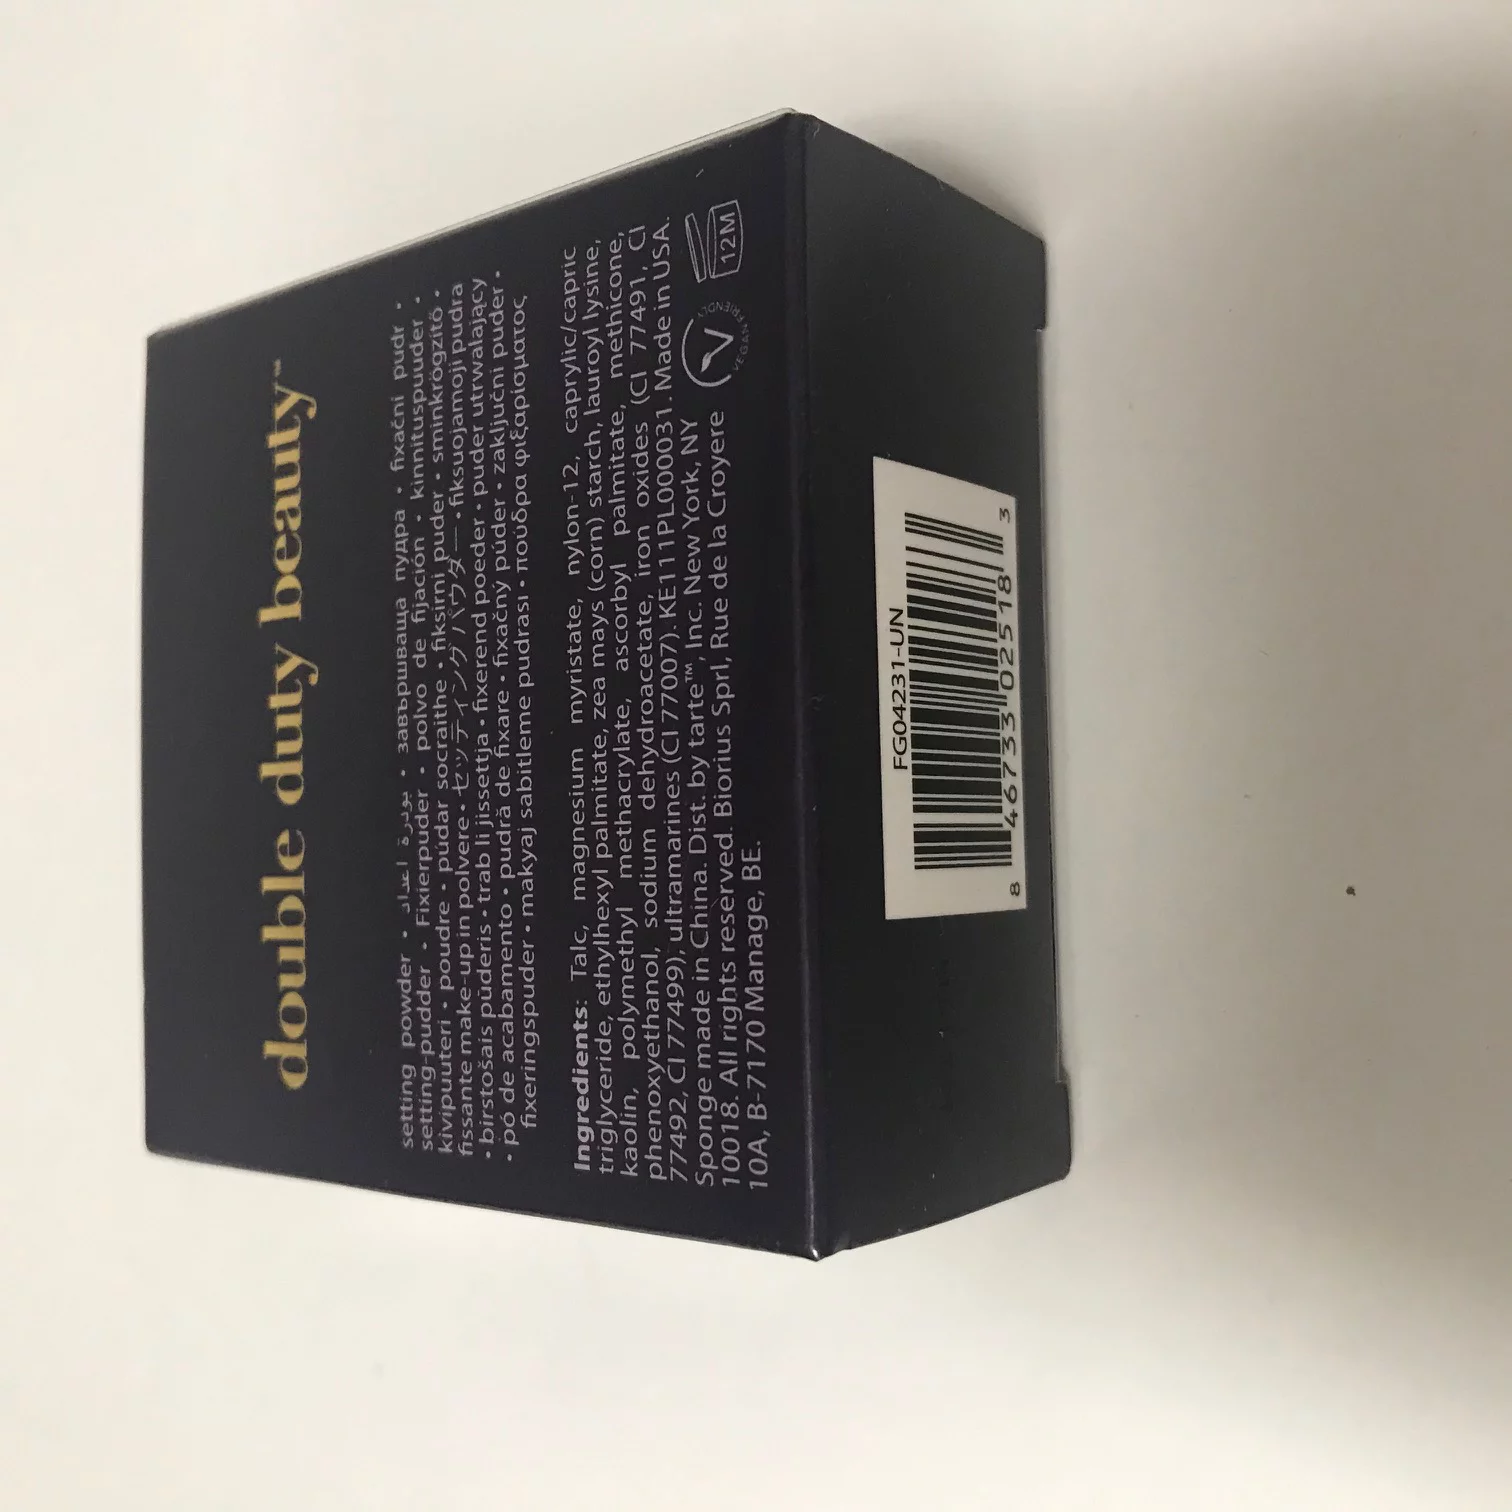 double duty beauty™
setting powder • بودرة اعداد • завършваща пудра • fixační pudr •
setting-pudder • Fixierpuder • polvo de fijación • kinnituspuuder •
kivipuuteri • poudre • púdar socraithe • fiksirni puder • sminkrögzítő •
fissante make-up in polvere • セッティングパウダー • fiksuojamoji pudra
• birstošais pūderis • trab li jissettja • fixerend poeder • puder utrwalający
• pó de acabamento • pudră de fixare • fixačný púder • zaključni puder •
fixeringspuder • makyaj sabitleme pudrası • πούδρα φιξαρίσματος
Ingredients: Talc, magnesium myristate, nylon-12, caprylic/capric
triglyceride, ethylhexyl palmitate, zea mays (corn) starch, lauroyl lysine,
kaolin, polymethyl methacrylate, ascorbyl palmitate, methicone,
phenoxyethanol, sodium dehydroacetate, iron oxides (CI 77491, CI
77492, CI 77499), ultramarines (CI 77007). KE111PL000031. Made in USA.
Sponge made in China. Dist. by tarte™, Inc. New York, NY
10018. All rights reserved. Biorius Sprl, Rue de la Croyere
10A, B-7170 Manage, BE.
VEGAN FRIENDLY
12M
FG04231-UN
8 46733 02518 3